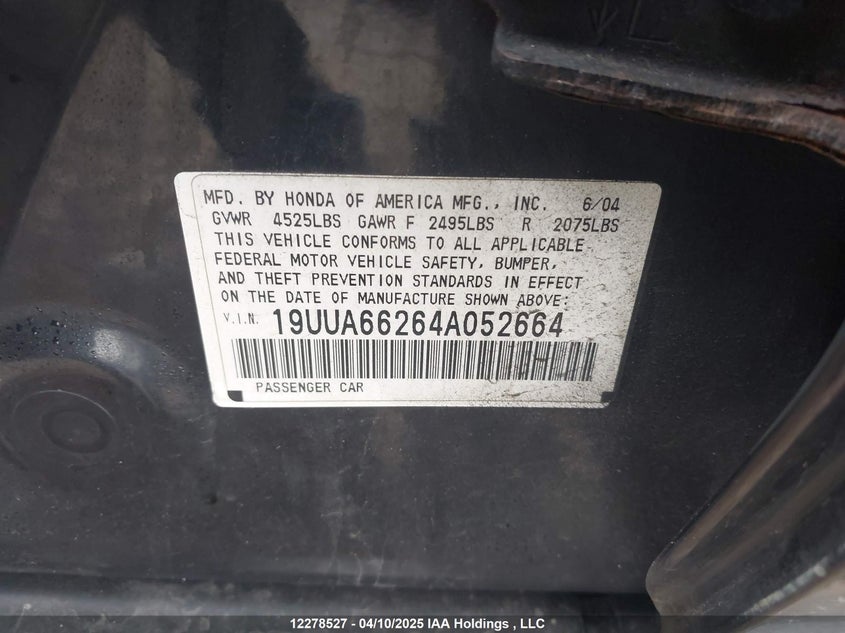 MFD. BY HONDA OF AMERICA MFG., INC. 6/04
GVWR 4525LBS GAWR F 2495LBS R 2075LBS
THIS VEHICLE CONFORMS TO ALL APPLICABLE
FEDERAL MOTOR VEHICLE SAFETY, BUMPER,
AND THEFT PREVENTION STANDARDS IN EFFECT
ON THE DATE OF MANUFACTURE SHOWN ABOVE:
V.I.N. 19UUA66264A052664
PASSENGER CAR
12278527 - 04/10/2025 IAA Holdings , LLC